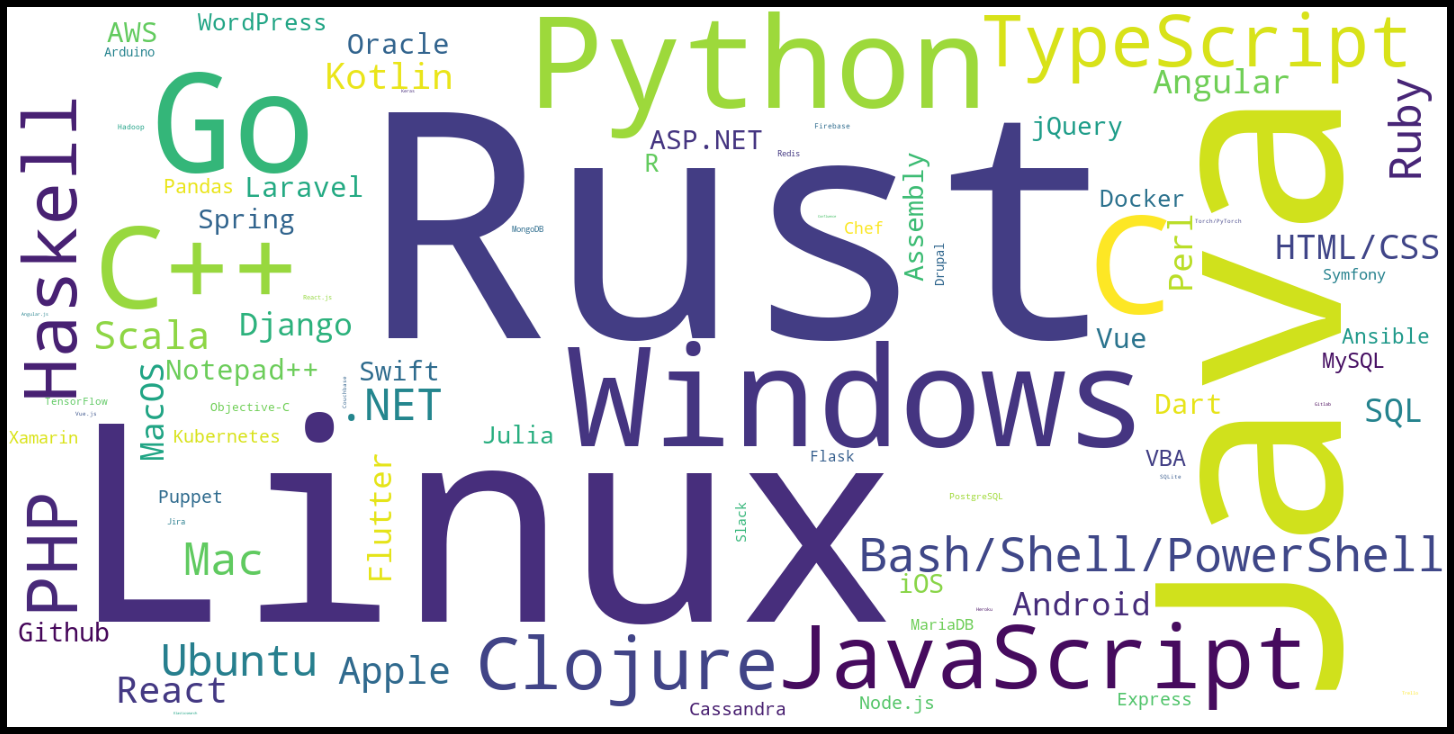 AWS
WordPress
Arduino
Oracle
Kotlin
Python
TypeScript
Angular
Ruby
Go
Hadoop
Haskell
Rust
ASP.NET
R
Firebase
Redis
jQuery
Java
Pandas
Laravel
Spring
MongoDB
Chef
Assembly
Drupal
Docker
C
Perl
Torch/PyTorch
HTML/CSS
Symfony
C++
React.js
Angular.js
Scala
Django
Vue
Ansible
MySQL
MacOS
Notepad++
Swift
Couchbase
Windows
TensorFlow
Vue.js
Objective-C
.NET
Dart
Gitlab
SQL
Xamarin
Kubernetes
Julia
Flask
VBA
SQLite
Linux
PHP
Puppet
Jira
Flutter
Slack
PostgreSQL
Mac
Bash/Shell/PowerShell
iOS
Android
Heroku
MariaDB
Github
Ubuntu
Apple
Clojure
JavaScript
React
Cassandra
Node.js
Express